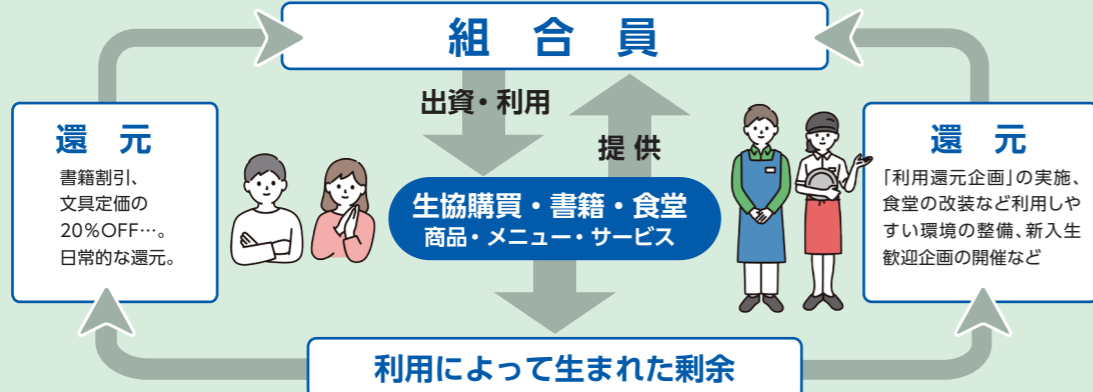 組合員
出資・利用
提供
還元
書籍割引、
文具定価の
20%OFF…。
日常的な還元。
生協購買・書籍・食堂
商品・メニュー・サービス
還元
「利用還元企画」の実施、
食堂の改装など利用しや
すい環境の整備、新入生
歓迎企画の開催など
利用によって生まれた剰余